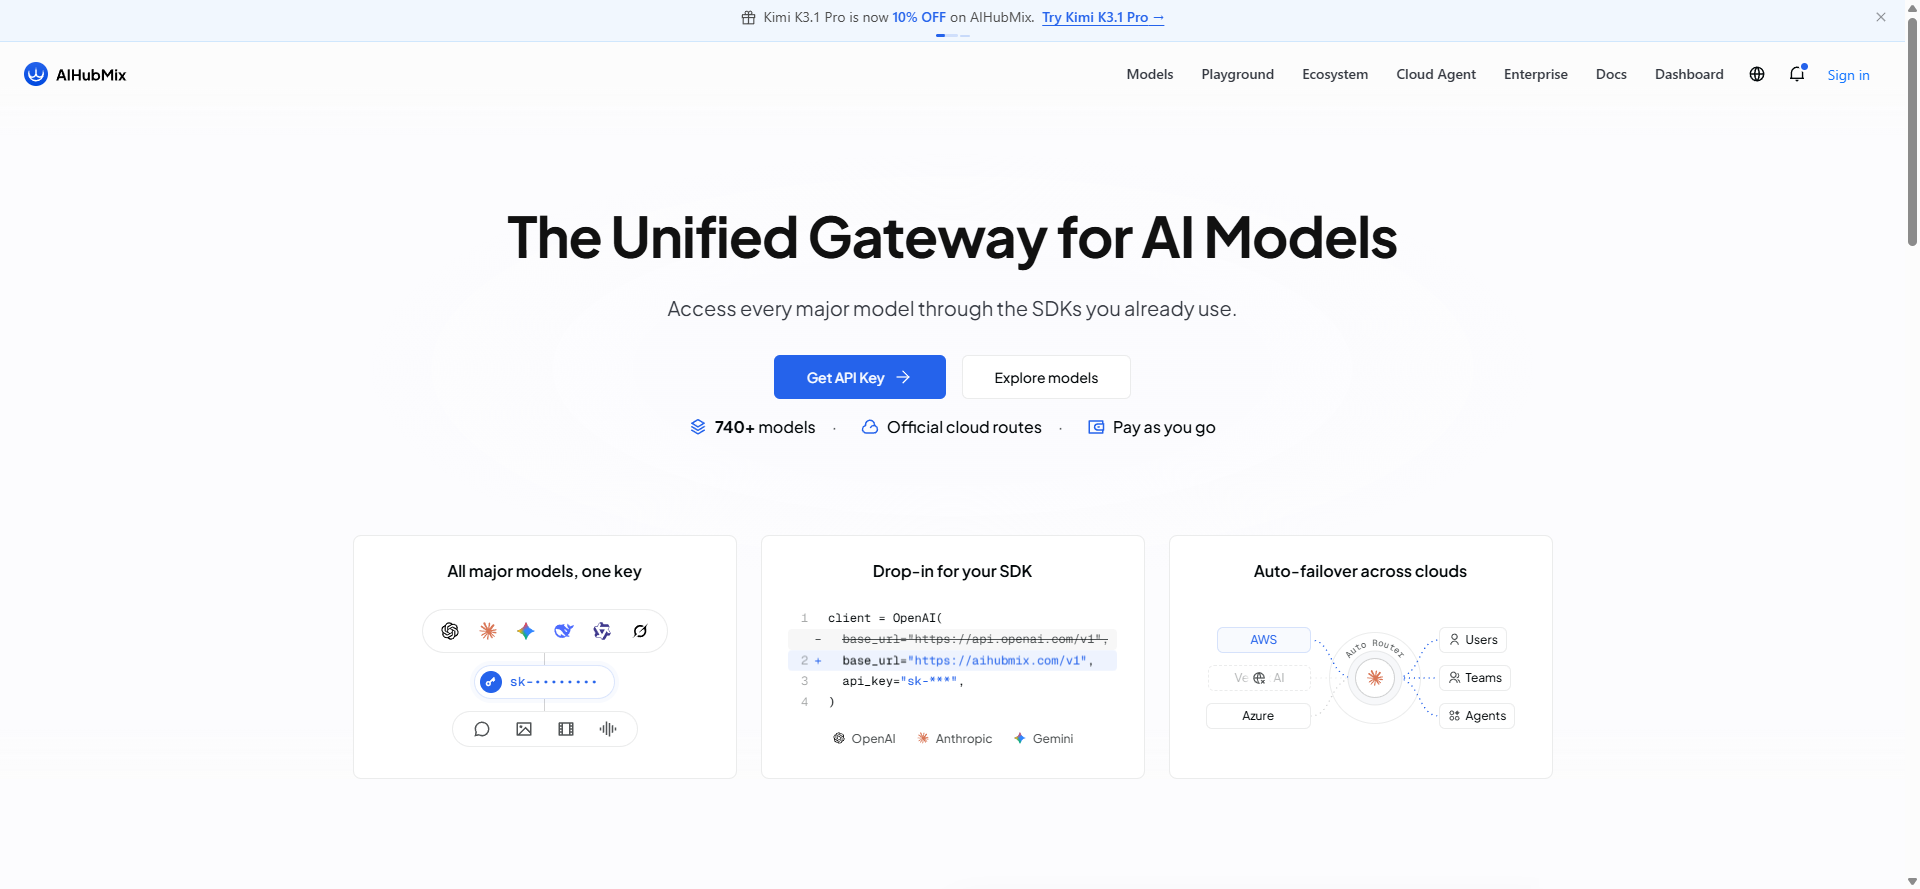 Kimi K3.1 Pro is now 10% OFF on AIHubMix. Try Kimi K3.1 Pro →
AIHubMix
Models Playground Ecosystem Cloud Agent Enterprise Docs Dashboard Sign in
The Unified Gateway for AI Models
Access every major model through the SDKs you already use.
Get API Key → Explore models
740+ models · Official cloud routes · Pay as you go
All major models, one key
sk-••••••••
Drop-in for your SDK
1 client = OpenAI(
- base_url="https://api.openai.com/v1",
2 + base_url="https://aihubmix.com/v1",
3 api_key="sk-***",
4 )
OpenAI Anthropic Gemini
Auto-failover across clouds
AWS
Ve AI
Azure
Auto Router
Users
Teams
Agents